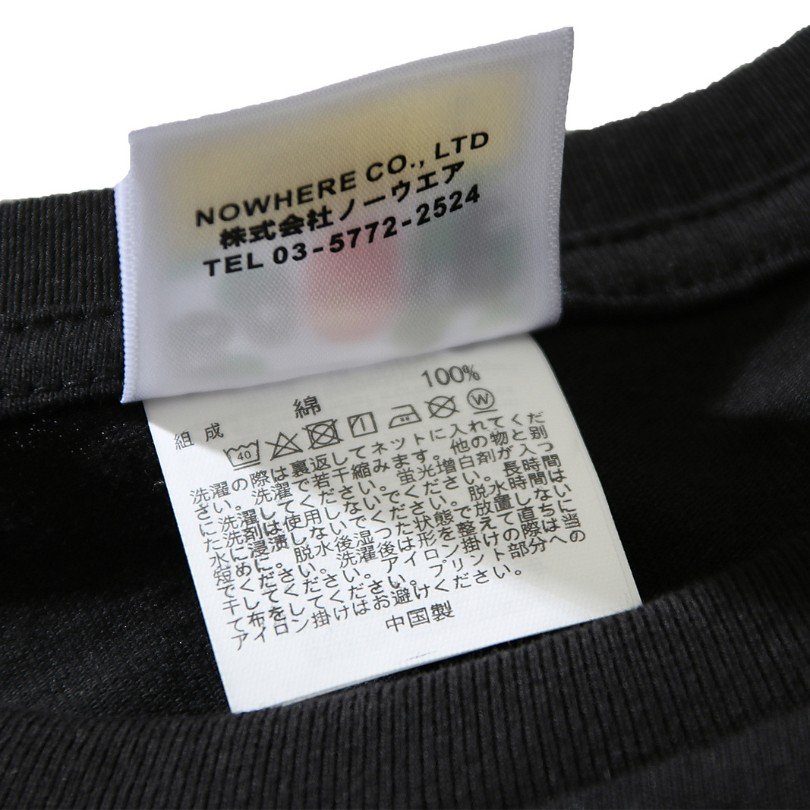 NOWHERE CO., LTD
株式会社ノーウエア
TEL 03-5772-2524
組成 綿 100%
40 W
洗濯の際は裏返してネットに入れてくだ
さい。洗濯で若干縮みます。他の物と別
に洗濯してください。蛍光増白剤が入っ
た洗剤は使用しないでください。長時間
水に浸漬しないでください。脱水時間は
短めに。脱水後湿った状態で放置しない
でください。洗濯後は形を整えて直ちに
干してください。アイロン掛けの際は当
て布をしてください。プリント部分への
アイロン掛けはお避けください。
中国製